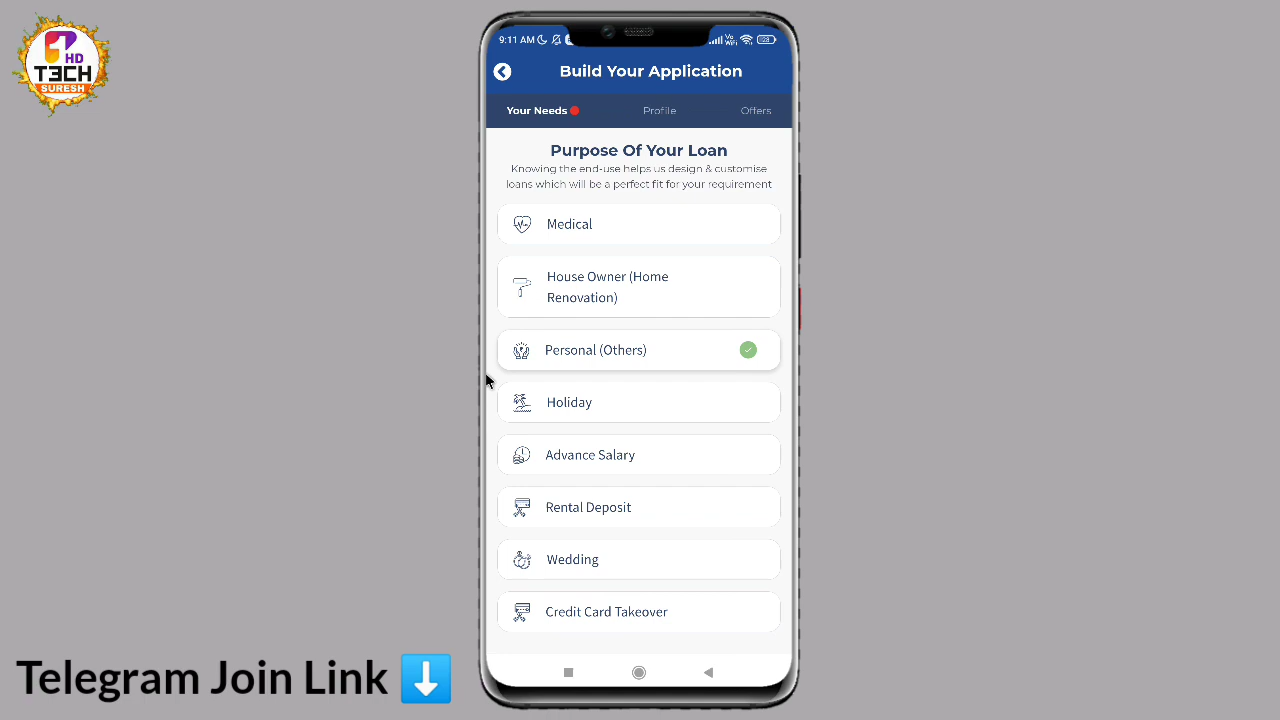 HD
TECH
SURESH
9:11 AM
Build Your Application
Your Needs
Profile
Offers
Purpose Of Your Loan
Knowing the end-use helps us design & customise
loans which will be a perfect fit for your requirement
Medical
House Owner (Home
Renovation)
Personal (Others)
Holiday
Advance Salary
Rental Deposit
Wedding
Credit Card Takeover
Telegram Join Link